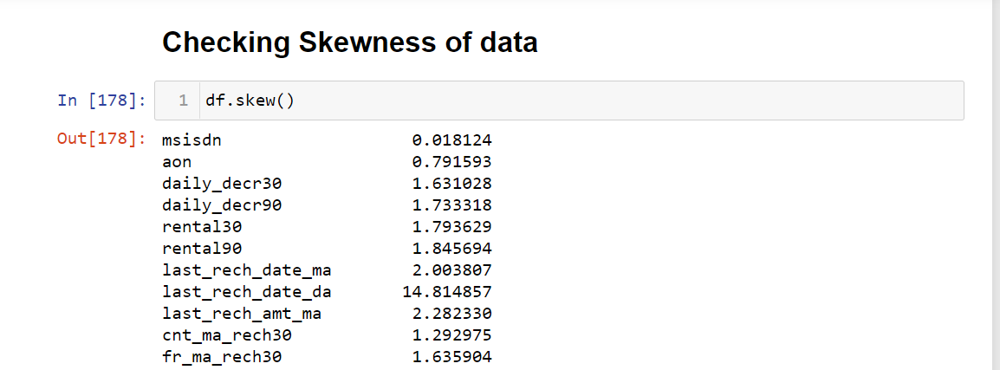 Checking Skewness of data
In [178]: 1 df.skew()
Out[178]: msisdn 0.018124
aon 0.791593
daily_decr30 1.631028
daily_decr90 1.733318
rental30 1.793629
rental90 1.845694
last_rech_date_ma 2.003807
last_rech_date_da 14.814857
last_rech_amt_ma 2.282330
cnt_ma_rech30 1.292975
fr_ma_rech30 1.635904